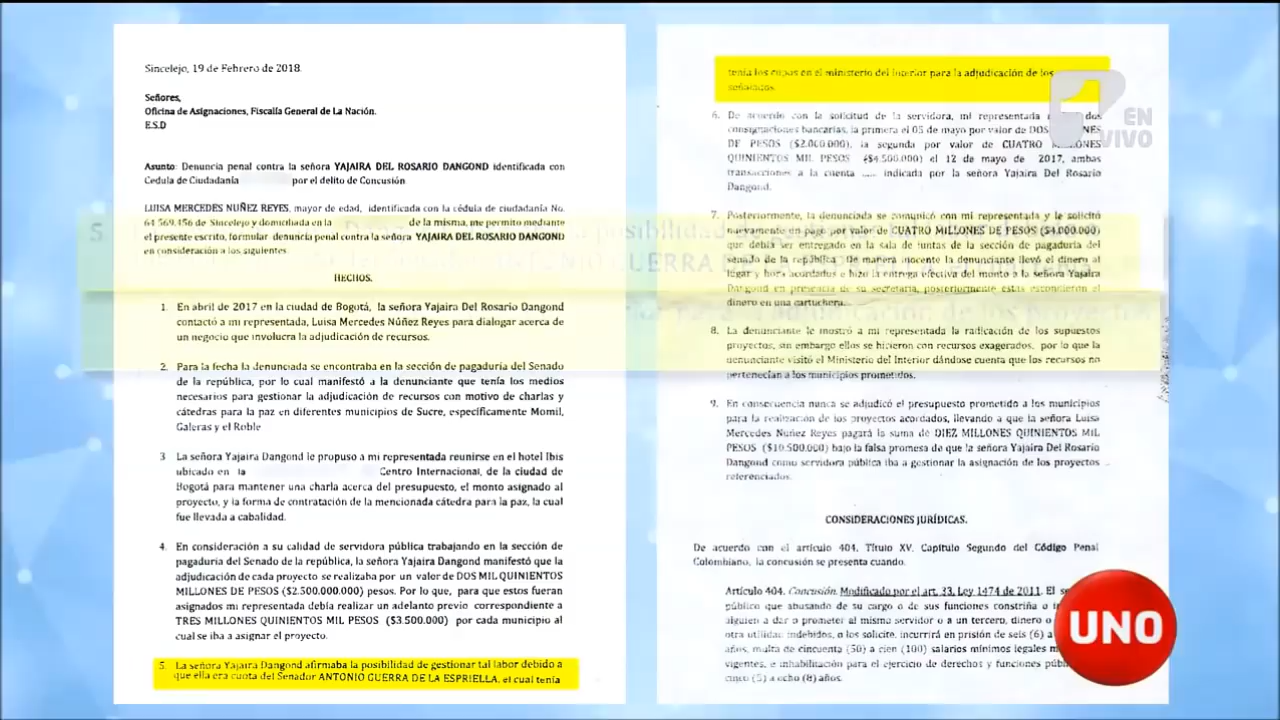 Sincelejo, 19 de Febrero de 2018.
Señores,
Oficina de Asignaciones, Fiscalía General de La Nación.
E.S.D
Asunto: Denuncia penal contra la señora YAJAIRA DEL ROSARIO DANGOND identificada con
Cedula de Ciudadanía por el delito de Concusión
LUISA MERCEDES NUÑEZ REYES, mayor de edad, identificada con la cédula de ciudadanía No.
64.569.456 de Sincelejo y domiciliada en la de la misma, me permito mediante
el presente escrito, formular denuncia penal contra la señora YAJAIRA DEL ROSARIO DANGOND
en consideración a los siguientes
HECHOS.
1. En abril de 2017 en la ciudad de Bogotá, la señora Yajaira Del Rosario Dangond
contactó a mi representada, Luisa Mercedes Núñez Reyes para dialogar acerca de
un negocio que involucra la adjudicación de recursos.
2. Para la fecha la denunciada se encontraba en la sección de pagaduría del Senado
de la república, por lo cual manifestó a la denunciante que tenía los medios
necesarios para gestionar la adjudicación de recursos con motivo de charlas y
cátedras para la paz en diferentes municipios de Sucre, específicamente Momil,
Galeras y el Roble
3 La señora Yajaira Dangond le propuso a mi representada reunirse en el hotel Ibis
ubicado en la Centro Internacional, de la ciudad de
Bogotá para mantener una charla acerca del presupuesto, el monto asignado al
proyecto, y la forma de contratación de la mencionada cátedra para la paz, la cual
fue llevada a cabalidad.
4. En consideración a su calidad de servidora pública trabajando en la sección de
pagaduría del Senado de la república, la señora Yajaira Dangond manifestó que la
adjudicación de cada proyecto se realizaba por un valor de DOS MIL QUINIENTOS
MILLONES DE PESOS ($2.500.000.000) pesos. Por lo que, para que estos fueran
asignados mi representada debía realizar un adelanto previo correspondiente a
TRES MILLONES QUINIENTOS MIL PESOS ($3.500.000) por cada municipio al
cual se iba a asignar el proyecto.
5. La señora Yajaira Dangond afirmaba la posibilidad de gestionar tal labor debido a
que ella era cuota del Senador ANTONIO GUERRA DE LA ESPRIELLA, el cual tenía
tenía los cupos en el ministerio del Interior para la adjudicación de los
señalados.
6. De acuerdo con la solicitud de la servidora, mi representada dos
consignaciones bancarias, la primera el 05 de mayo por valor de DOS MILLONES
DE PESOS ($2.000.000), la segunda por valor de CUATRO MILLONES
QUINIENTOS MIL PESOS ($4.500.000) el 12 de mayo de 2017, ambas
transacciones a la cuenta ... indicada por la señora Yajaira Del Rosario
Dangond.
7. Posteriormente, la denunciada se comunicó con mi representada y le solicitó
nuevamente un pago por valor de CUATRO MILLONES DE PESOS ($4.000.000)
que debía ser entregado en la sala de juntas de la sección de pagaduría del
senado de la república. De manera inocente la denunciante llevó el dinero al
lugar y hora acordados e hizo la entrega efectiva del monto a la señora Yajaira
Dangond en presencia de su secretaria, posteriormente estas escondieron el
dinero en una cartuchera.
8. La denunciante le mostró a mi representada la radicación de los supuestos
proyectos, sin embargo ellos se hicieron con recursos exagerados, por lo que la
denunciante visitó el Ministerio del Interior dándose cuenta que los recursos no
pertenecían a los municipios prometidos.
9. En consecuencia nunca se adjudicó el presupuesto prometido a los municipios
para la realización de los proyectos acordados, llevando a que la señora Luisa
Mercedes Núñez Reyes pagará la suma de DIEZ MILLONES QUINIENTOS MIL
PESOS ($10.500.000) bajo la falsa promesa de que la señora Yajaira Del Rosario
Dangond como servidora pública iba a gestionar la asignación de los proyectos
referenciados.
CONSIDERACIONES JURÍDICAS.
De acuerdo con el artículo 404, Título XV, Capitulo Segundo del Código Penal
Colombiano, la concusión se presenta cuando.
Artículo 404. Concusión. Modificado por el art. 33, Ley 1474 de 2011. El
público que abusando de su cargo o de sus funciones constriña o
alguien a dar o prometer al mismo servidor o a un tercero, dinero o
otra utilidad indebidos, o los solicite, incurrirá en prisión de seis (6) a
años, multa de cincuenta (50) a cien (100) salarios mínimos legales
vigentes, e inhabilitación para el ejercicio de derechos y funciones
cinco (5) a ocho (8) años.
1 EN VIVO
UNO